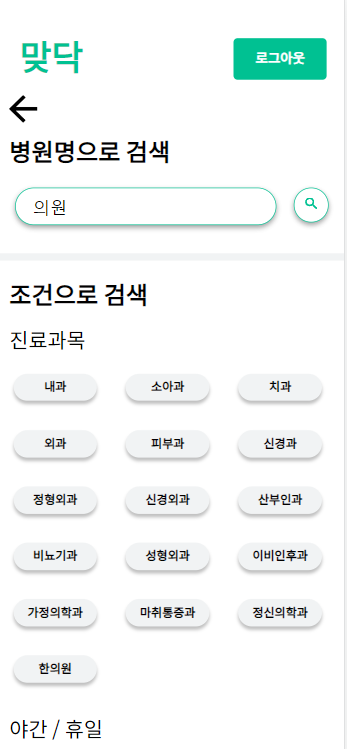 맞닥
로그아웃
병원명으로 검색
의원
조건으로 검색
진료과목
내과 소아과 치과
외과 피부과 신경과
정형외과 신경외과 산부인과
비뇨기과 성형외과 이비인후과
가정의학과 마취통증과 정신의학과
한의원
야간 / 휴일